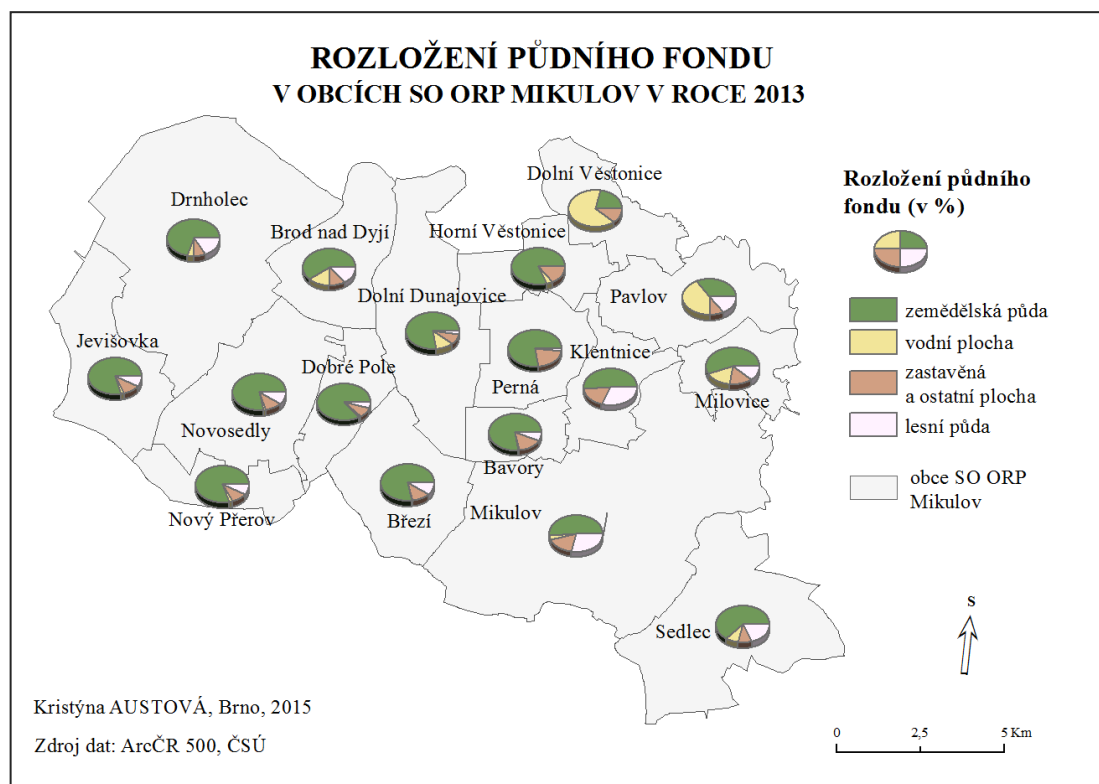 ROZLOŽENÍ PŮDNÍHO FONDU
V OBCÍCH SO ORP MIKULOV V ROCE 2013
Dolní Věstonice
Drnholec
Brod nad Dyjí
Horní Věstonice
Pavlov
Dolní Dunajovice
Jevišovka
Dobré Pole
Perná
Klentnice
Milovice
Novosedly
Bavory
Nový Přerov
Březí
Mikulov
Sedlec
Rozložení půdního
fondu (v %)
zemědělská půda
vodní plocha
zastavěná
a ostatní plocha
lesní půda
obce SO ORP
Mikulov
S
Kristýna AUSTOVÁ, Brno, 2015
Zdroj dat: ArcČR 500, ČSÚ
0 2,5 5 Km